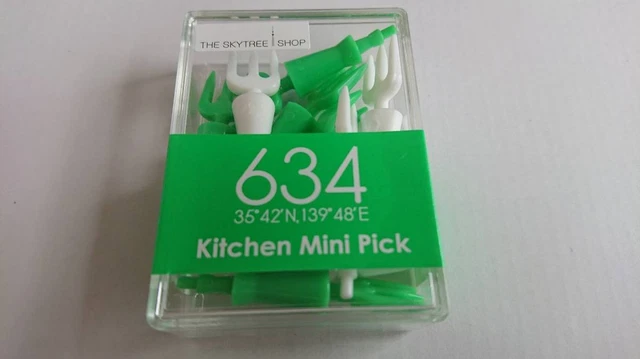 THE SKYTREE SHOP
634
35°42'N,139°48'E
Kitchen Mini Pick